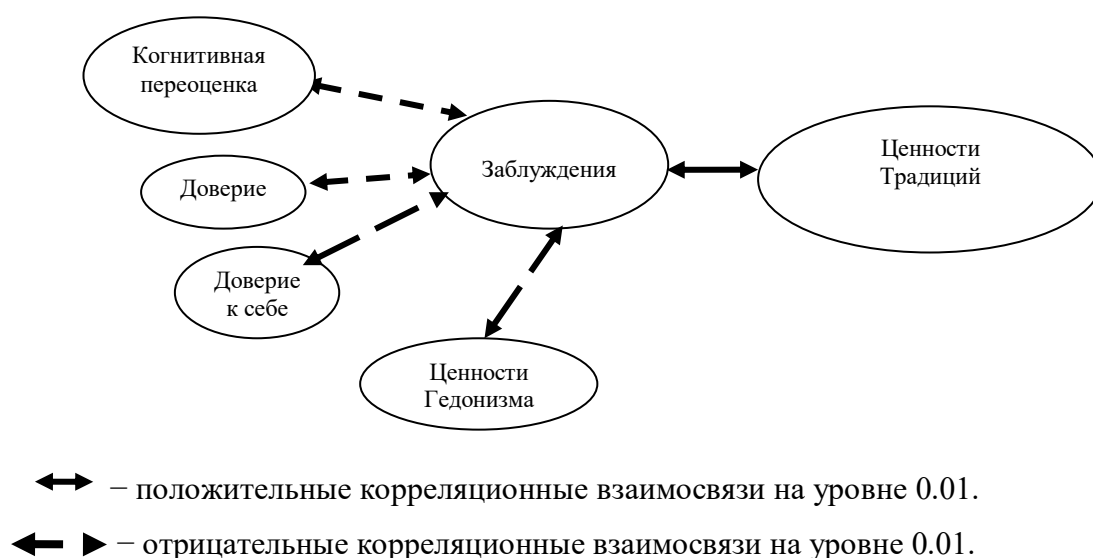 Когнитивная
переоценка
Заблуждения
Ценности
Традиций
Доверие
Доверие
к себе
Ценности
Гедонизма
– положительные корреляционные взаимосвязи на уровне 0.01.
– отрицательные корреляционные взаимосвязи на уровне 0.01.